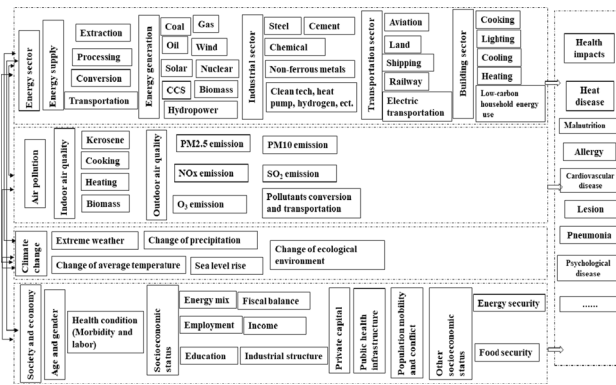 Energy sector
Energy supply
Extraction
Processing
Conversion
Transportation
Energy generation
Coal
Gas
Oil
Wind
Solar
Nuclear
CCS
Biomass
Hydropower
Industrial sector
Steel
Cement
Chemical
Non-ferrous metals
Clean tech, heat
pump, hydrogen, ect.
Transportation sector
Aviation
Land
Shipping
Railway
Electric
transportation
Building sector
Cooking
Lighting
Cooling
Heating
Low-carbon
household energy
use
Air pollution
Indoor air quality
Kerosene
Cooking
Heating
Biomass
Outdoor air quality
PM2.5 emission
PM10 emission
NOx emission
SO2 emission
O3 emission
Pollutants conversion
and transportation
Climate
change
Extreme weather
Change of precipitation
Change of average temperature
Sea level rise
Change of ecological
environment
Society and economy
Age and gender
Health condition
(Morbidity and
labor)
Socioeconomic
status
Energy mix
Fiscal balance
Employment
Income
Education
Industrial structure
Private capital
Public health
infrastructure
Population mobility
and conflict
Other
socioeconomic
status
Energy security
Food security
Health
impacts
Heat
disease
Malnutrition
Allergy
Cardiovascular
disease
Lesion
Pneumonia
Psychological
disease
......